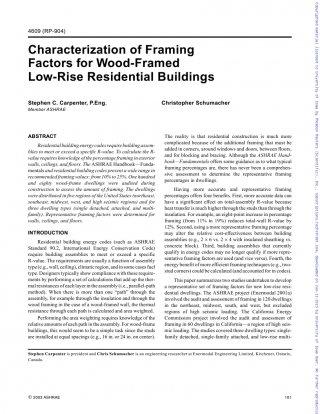 4609 (RP-904)
Characterization of Framing
Factors for Wood-Framed
Low-Rise Residential Buildings
Stephen C. Carpenter, P.Eng.
Member ASHRAE
Christopher Schumacher
ABSTRACT
Residential building energy codes require building assem-
blies to meet or exceed a specific R-value. To calculate the R-
value requires knowledge of the percentage framing in exterior
walls, ceilings, and floors. The ASHRAE Handbook—Funda-
mentals and residential building codes present a wide range in
recommended framing values: from 10% to 25%. One hundred
and eighty wood-frame dwellings were audited during
construction to assess the amount of framing. The dwellings
were distributed in five regions of the United States (northeast,
southeast, midwest, west, and high seismic regions) and for
three dwelling types (single detached, attached, and multi-
family). Representative framing factors were determined for
walls, ceilings, and floors.
INTRODUCTION
Residential building energy codes (such as ASHRAE
Standard 90.2, International Energy Conservation Code)
require building assemblies to meet or exceed a specific
R-value. The requirements are usually a function of assembly
type (e.g., wall, ceiling), climatic region, and in some cases fuel
type. Designers typically show compliance with these require-
ments by performing a set of calculations that add up the ther-
mal resistances of each layer in the assembly (i.e., parallel-path
method). When there is more than one "path" through the
assembly, for example through the insulation and through the
wood framing in the case of a wood-framed wall, the thermal
resistance through each path is calculated and area weighted.
Performing the area weighting requires knowledge of the
relative amounts of each path in the assembly. For wood-frame
buildings, this would seem to be a simple task since the studs
are installed at equal spacings (e.g., 16 in. or 24 in. on center).
The reality is that residential construction is much more
complicated because of the additional framing that must be
added in corners, around windows and doors, between floors,
and for blocking and bracing. Although the ASHRAE Hand-
book—Fundamentals offers some guidance as to what typical
framing percentages are, there has never been a comprehen-
sive assessment to determine the representative framing
percentages in dwellings.
Having more accurate and representative framing
percentages offers four benefits. First, more accurate data can
have a significant effect on total-assembly R-value because
heat transfer is much higher through the studs than through the
insulation. For example, an eight-point increase in percentage
framing (from 11% to 19%) reduces total-wall R-value by
12%. Second, using a more representative framing percentage
may alter the relative cost-effectiveness between building
assemblies (e.g., 2 x 6 vs. 2 x 4 with insulated sheathing vs.
concrete block). Third, building assemblies that currently
qualify in energy codes may no longer qualify if more repre-
sentative framing factors are used (and vice versa). Fourth, the
energy benefit of more efficient framing techniques (e.g., two-
stud corners) could be calculated (and accounted for in codes).
This paper summarizes two studies undertaken to develop
a representative set of framing factors for new low-rise resi-
dential dwellings. The ASHRAE project (Enermodal 2001a)
involved the audit and assessment of framing in 120 dwellings
in the northeast, midwest, south, and west, but excluded
regions of high seismic loading. The California Energy
Commission project involved the audit and assessment of
framing in 60 dwellings in California—a region of high seis-
mic loading. The studies covered three dwelling types: single-
family detached, single-family attached, and low-rise multi-
Stephen Carpenter is president and Chris Schumacher is an engineering researcher at Enermodal Engineering Limited, Kitchener, Ontario,
Canada.
© 2003 ASHRAE
101